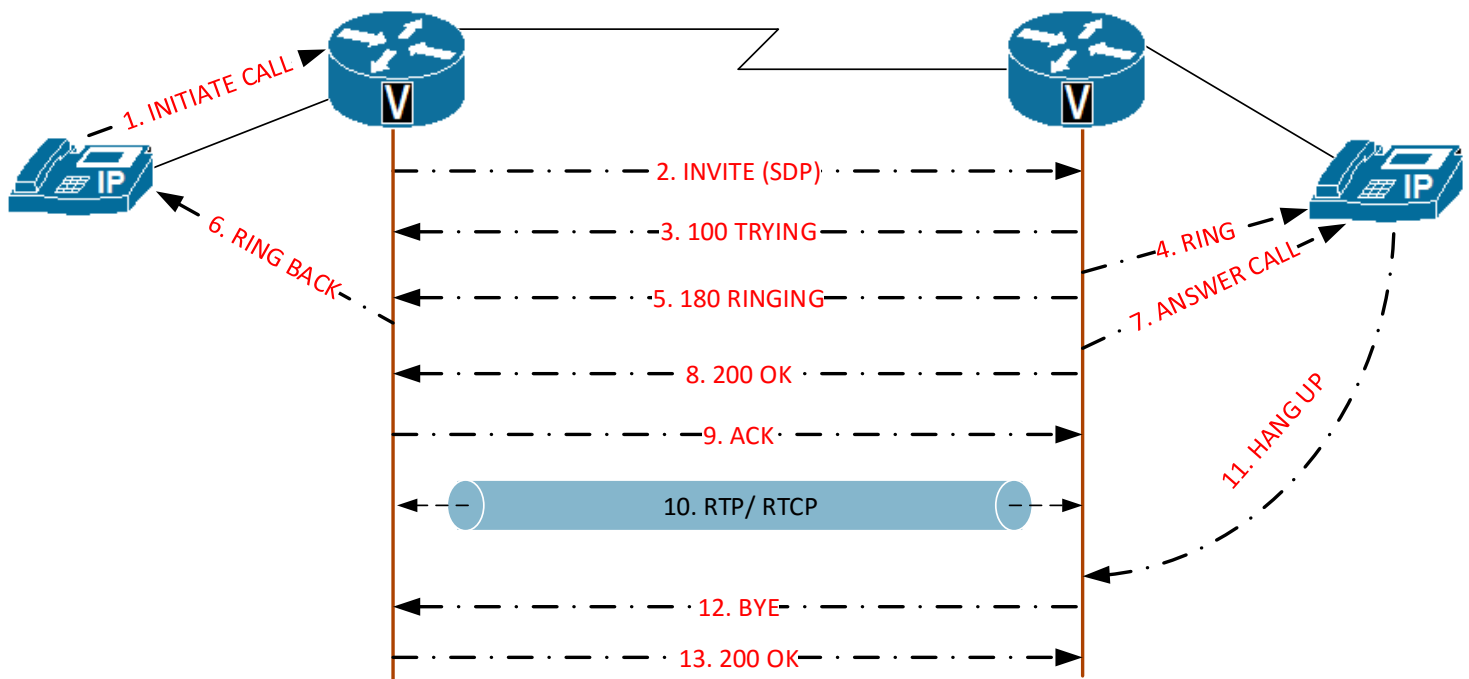 V
V
1. INITIATE CALL
IP
IP
2. INVITE (SDP)
3. 100 TRYING
4. RING
5. 180 RINGING
6. RING BACK
7. ANSWER CALL
8. 200 OK
9. ACK
10. RTP/ RTCP
11. HANG UP
12. BYE
13. 200 OK